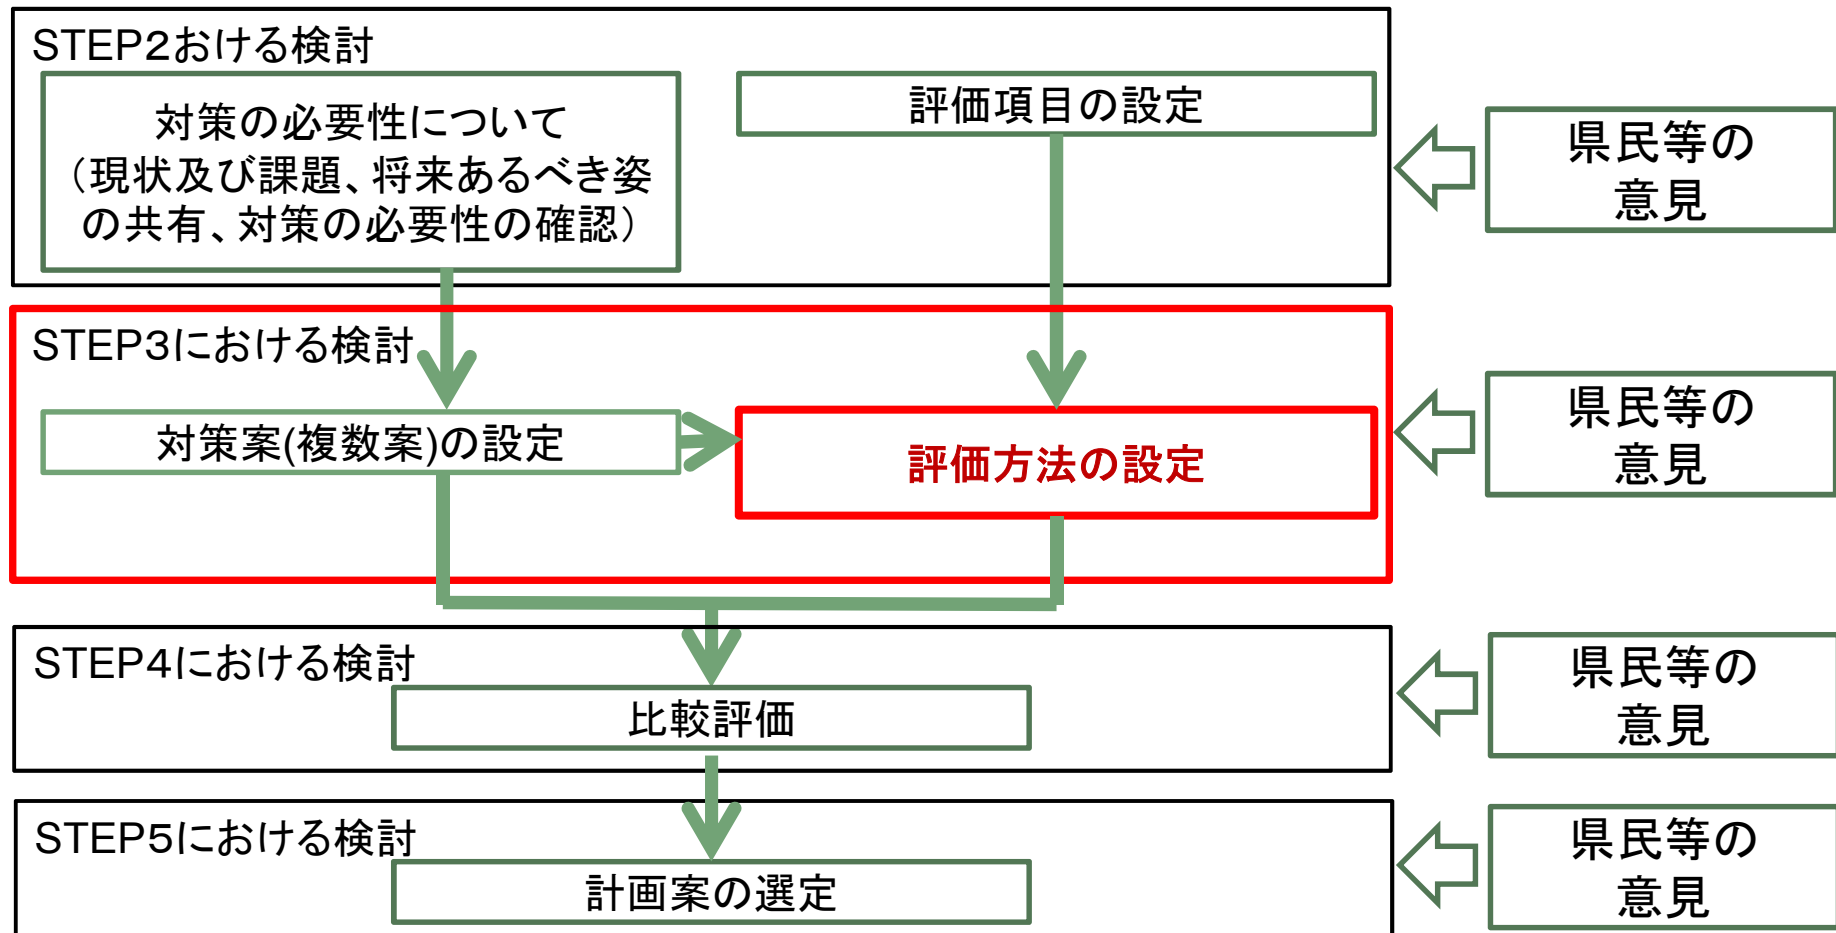 STEP2おける検討
対策の必要性について
（現状及び課題、将来あるべき姿
の共有、対策の必要性の確認）
評価項目の設定
県民等の
意見
STEP3における検討
対策案(複数案)の設定
評価方法の設定
県民等の
意見
STEP4における検討
比較評価
県民等の
意見
STEP5における検討
計画案の選定
県民等の
意見